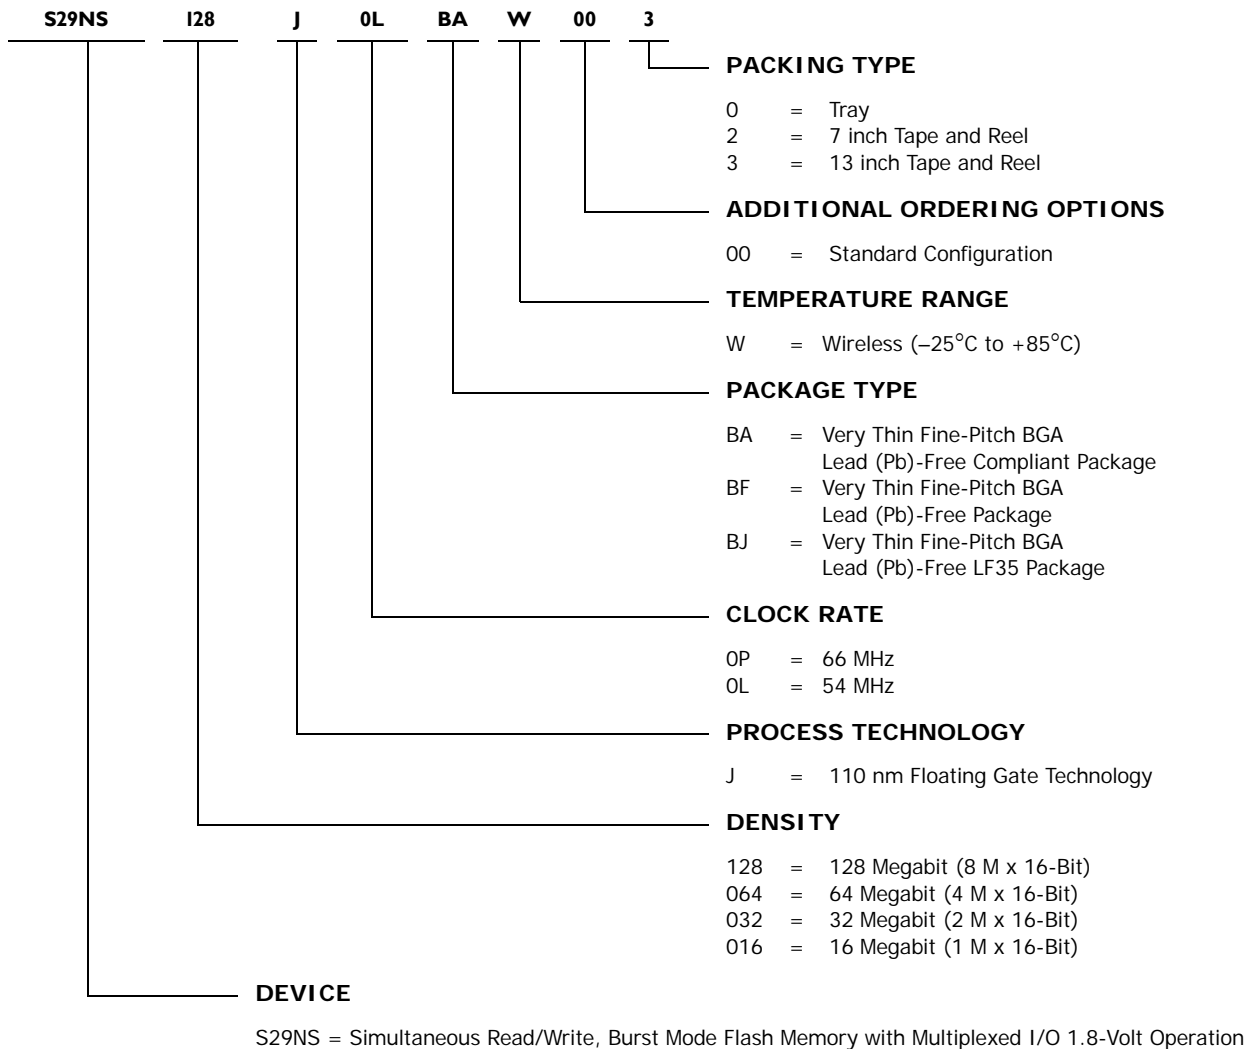 S29NS 128 J 0L BA W 00 3
PACKING TYPE
0 = Tray
2 = 7 inch Tape and Reel
3 = 13 inch Tape and Reel
ADDITIONAL ORDERING OPTIONS
00 = Standard Configuration
TEMPERATURE RANGE
W = Wireless (–25°C to +85°C)
PACKAGE TYPE
BA = Very Thin Fine-Pitch BGA
Lead (Pb)-Free Compliant Package
BF = Very Thin Fine-Pitch BGA
Lead (Pb)-Free Package
BJ = Very Thin Fine-Pitch BGA
Lead (Pb)-Free LF35 Package
CLOCK RATE
0P = 66 MHz
0L = 54 MHz
PROCESS TECHNOLOGY
J = 110 nm Floating Gate Technology
DENSITY
128 = 128 Megabit (8 M x 16-Bit)
064 = 64 Megabit (4 M x 16-Bit)
032 = 32 Megabit (2 M x 16-Bit)
016 = 16 Megabit (1 M x 16-Bit)
DEVICE
S29NS = Simultaneous Read/Write, Burst Mode Flash Memory with Multiplexed I/O 1.8-Volt Operation